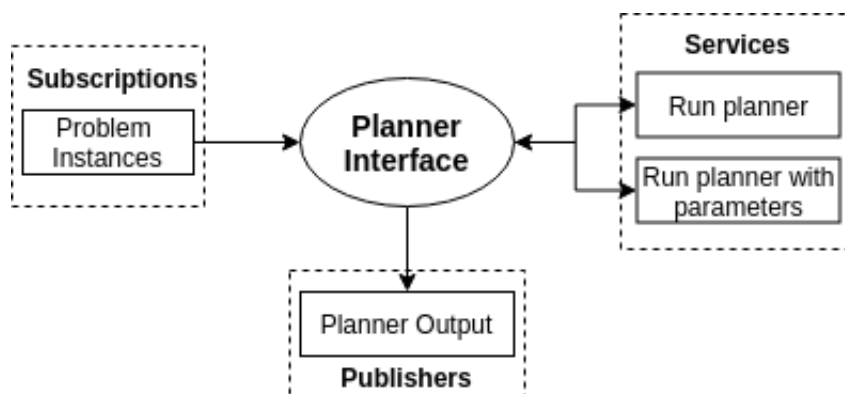 Subscriptions
Problem
Instances
Planner
Interface
Services
Run planner
Run planner with
parameters
Planner Output
Publishers